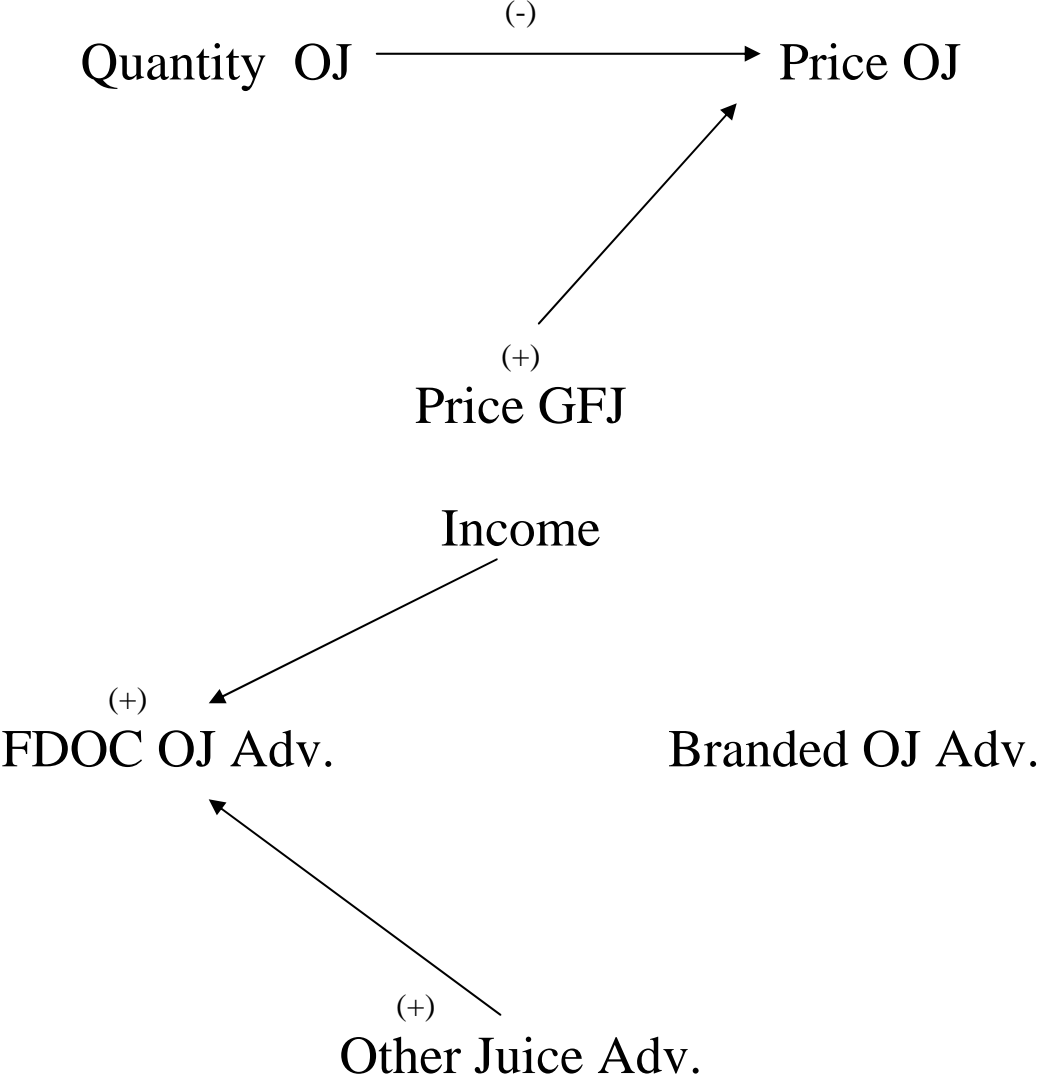 (-)
Quantity OJ Price OJ
(+)
Price GFJ
Income
(+)
FDOC OJ Adv. Branded OJ Adv.
(+)
Other Juice Adv.